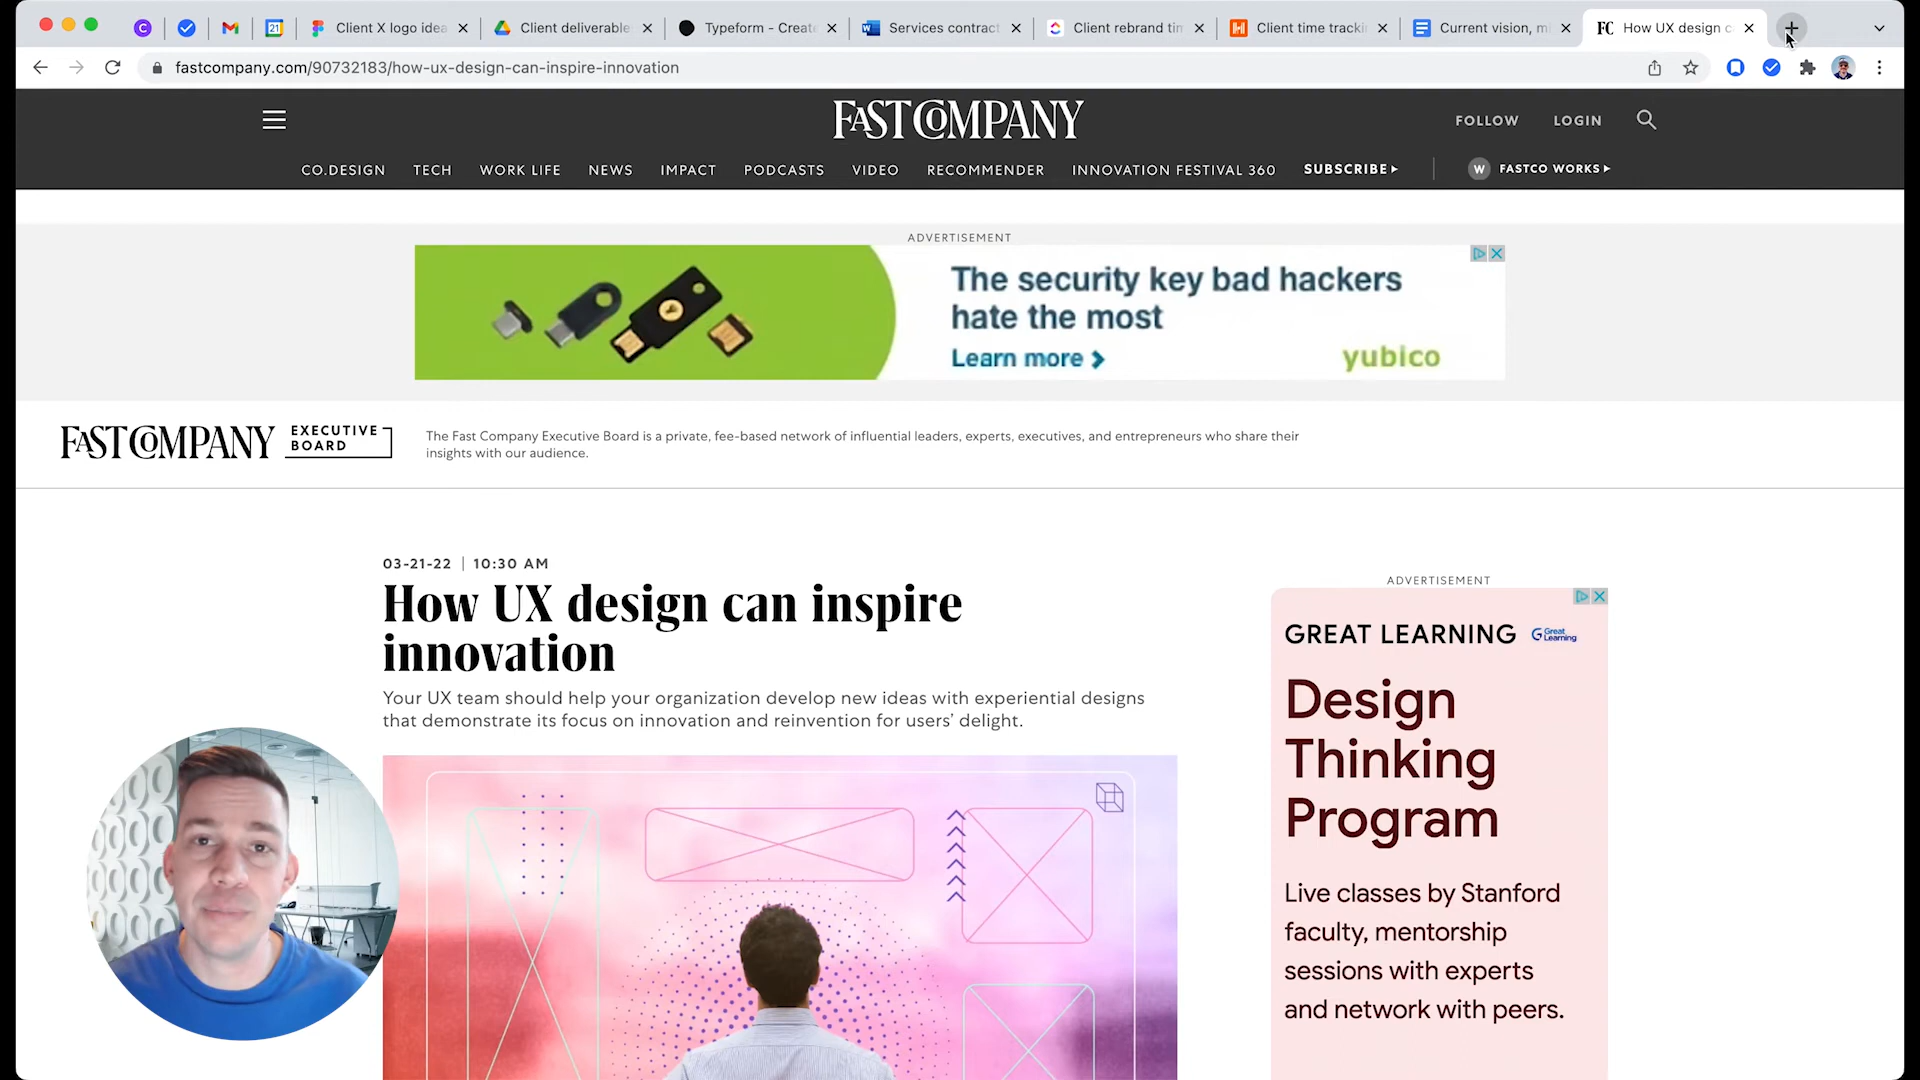 21
Client X logo idea
Client deliverable
Typeform - Create
Services contract
Client rebrand tim
Client time tracki
Current vision, mi
FC How UX design c
fastcompany.com/90732183/how-ux-design-can-inspire-innovation
FAST COMPANY
FOLLOW
LOGIN
CO.DESIGN
TECH
WORK LIFE
NEWS
IMPACT
PODCASTS
VIDEO
RECOMMENDER
INNOVATION FESTIVAL 360
SUBSCRIBE
W FASTCO WORKS
ADVERTISEMENT
The security key bad hackers
hate the most
Learn more
yubico
FAST COMPANY
EXECUTIVE
BOARD
The Fast Company Executive Board is a private, fee-based network of influential leaders, experts, executives, and entrepreneurs who share their
insights with our audience.
03-21-22 | 10:30 AM
How UX design can inspire
innovation
Your UX team should help your organization develop new ideas with experiential designs
that demonstrate its focus on innovation and reinvention for users’ delight.
ADVERTISEMENT
GREAT LEARNING
Great
Learning
Design
Thinking
Program
Live classes by Stanford
faculty, mentorship
sessions with experts
and network with peers.